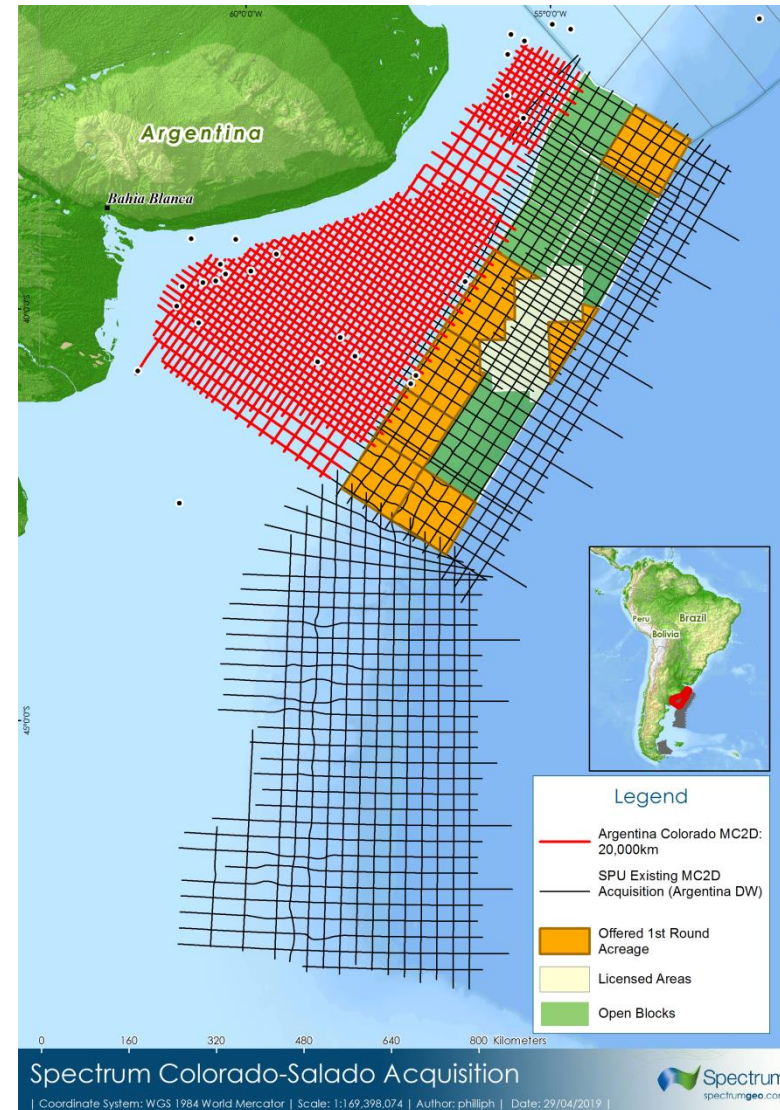 60°0'0"W
55°0'0"W
Argentina
Bahia Blanca
40°0'0"S
45°0'0"S
Peru
Brazil
Bolivia
Legend
Argentina Colorado MC2D:
20,000km
SPU Existing MC2D
Acquisition (Argentina DW)
Offered 1st Round
Acreage
Licensed Areas
Open Blocks
0 160 320 480 640 800 Kilometers
Spectrum Colorado-Salado Acquisition
| Coordinate System: WGS 1984 World Mercator | Scale: 1:169,398,074 | Author: philliph | Date: 29/04/2019 |
Spectrum
spectrumgeo.co